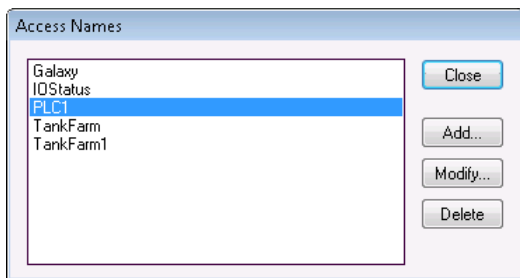 Access Names
Galaxy
IOStatus
PLC1
TankFarm
TankFarm1
Close
Add...
Modify...
Delete